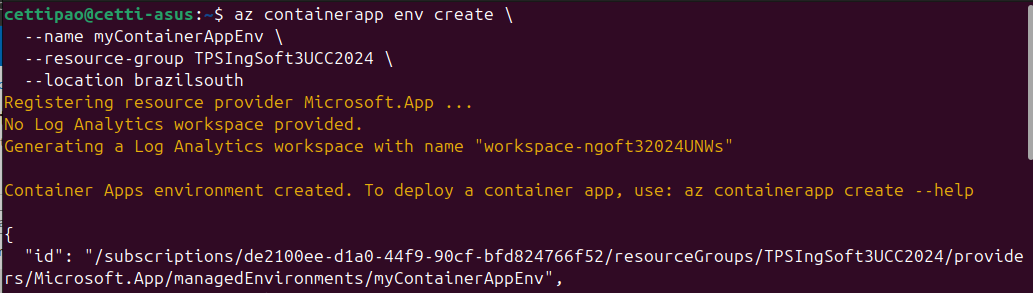 cettipao@cetti-asus:~$ az containerapp env create \
  --name myContainerAppEnv \
  --resource-group TPSIngSoft3UCC2024 \
  --location brazilsouth
Registering resource provider Microsoft.App ...
No Log Analytics workspace provided.
Generating a Log Analytics workspace with name "workspace-ngoft32024UNWs"

Container Apps environment created. To deploy a container app, use: az containerapp create --help

{
  "id": "/subscriptions/de2100ee-d1a0-44f9-90cf-bfd824766f52/resourceGroups/TPSIngSoft3UCC2024/provide
rs/Microsoft.App/managedEnvironments/myContainerAppEnv",